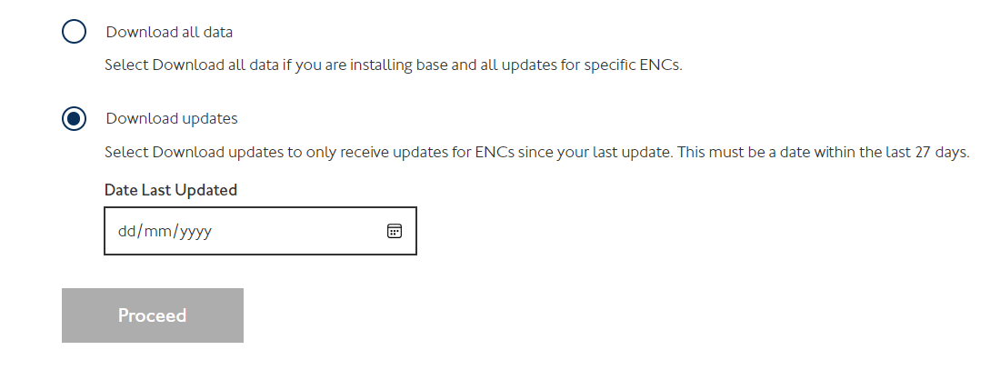 Download all data
Select Download all data if you are installing base and all updates for specific ENCs.
Download updates
Select Download updates to only receive updates for ENCs since your last update. This must be a date within the last 27 days.
Date Last Updated
dd/mm/yyyy
Proceed